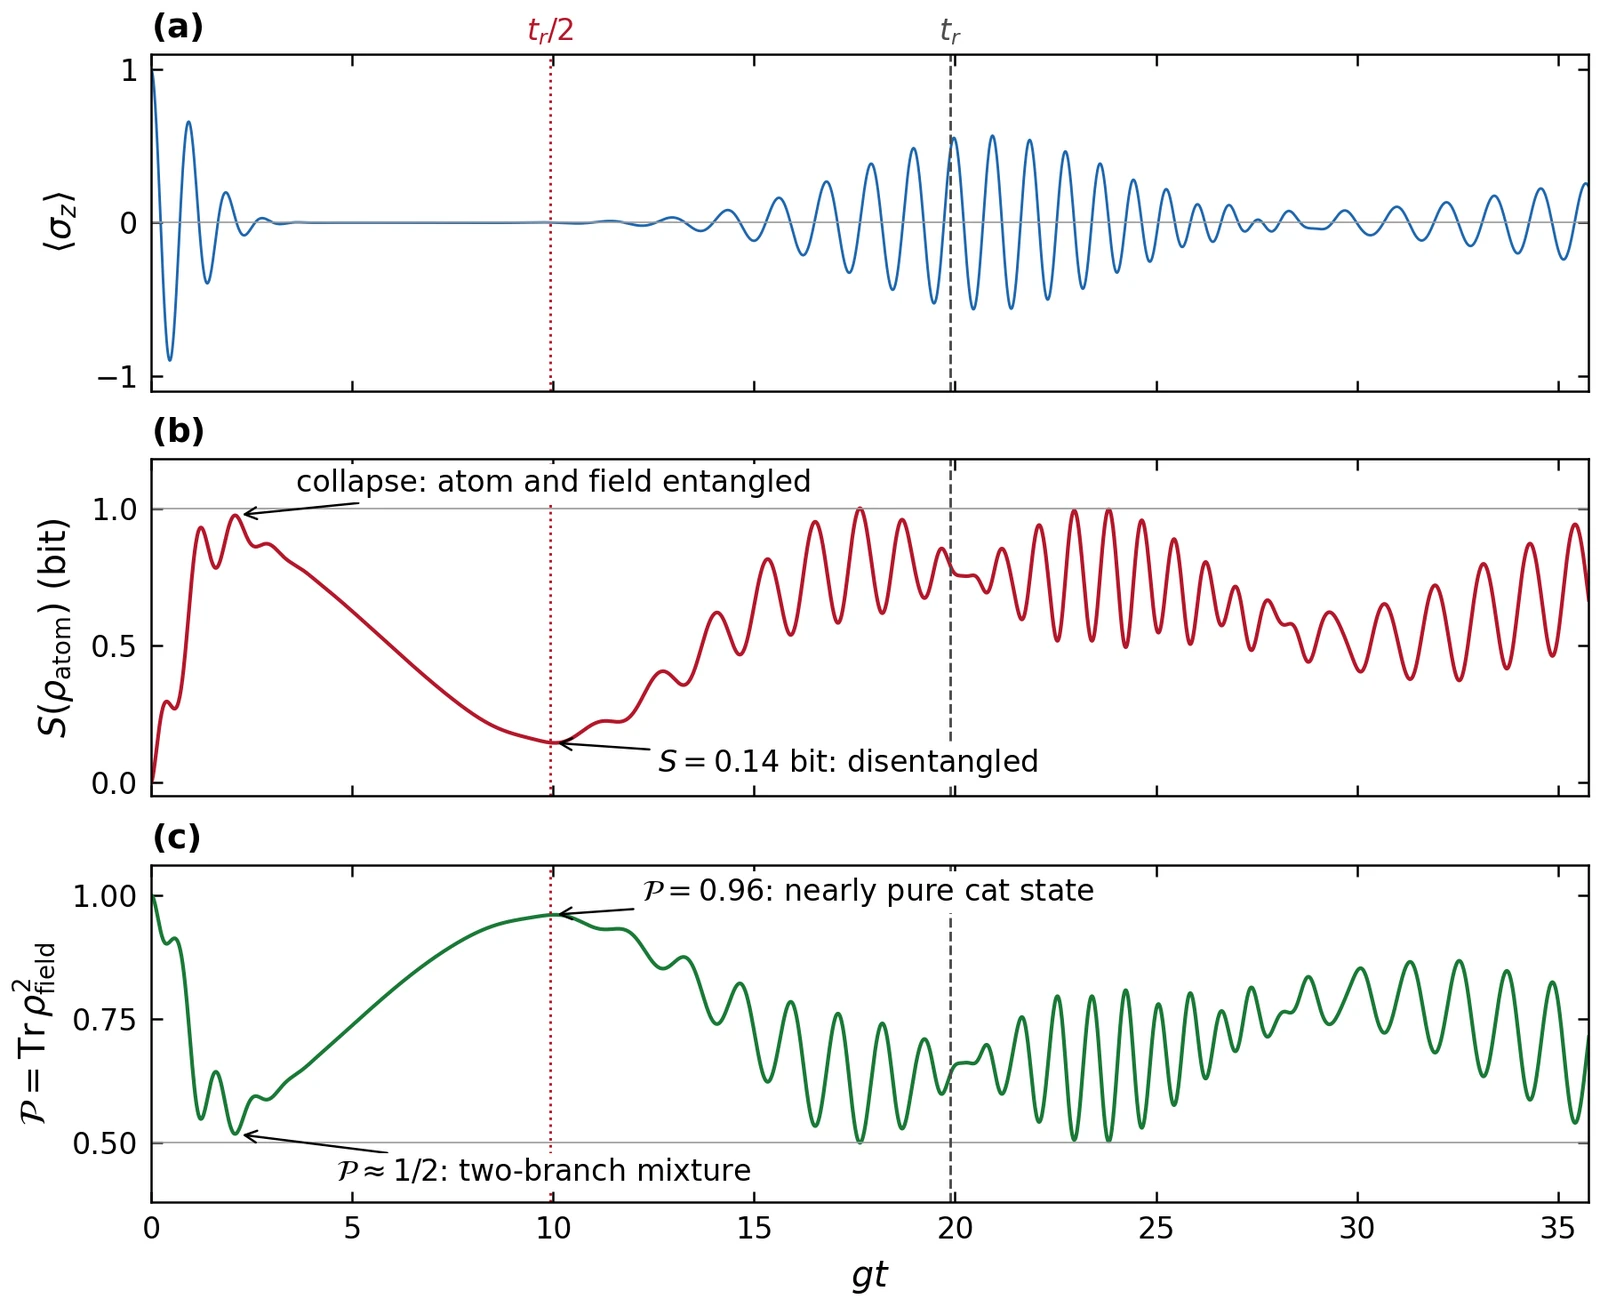 (a)
tᵣ/2
tᵣ
1
0
−1
⟨σ_z⟩
(b)
collapse: atom and field entangled
1.0
0.5
0.0
S(ρ_atom) (bit)
S = 0.14 bit: disentangled
(c)
𝒫 = 0.96: nearly pure cat state
1.00
0.75
0.50
𝒫 = Tr ρ²_field
𝒫 ≈ 1/2: two-branch mixture
0 5 10 15 20 25 30 35
gt